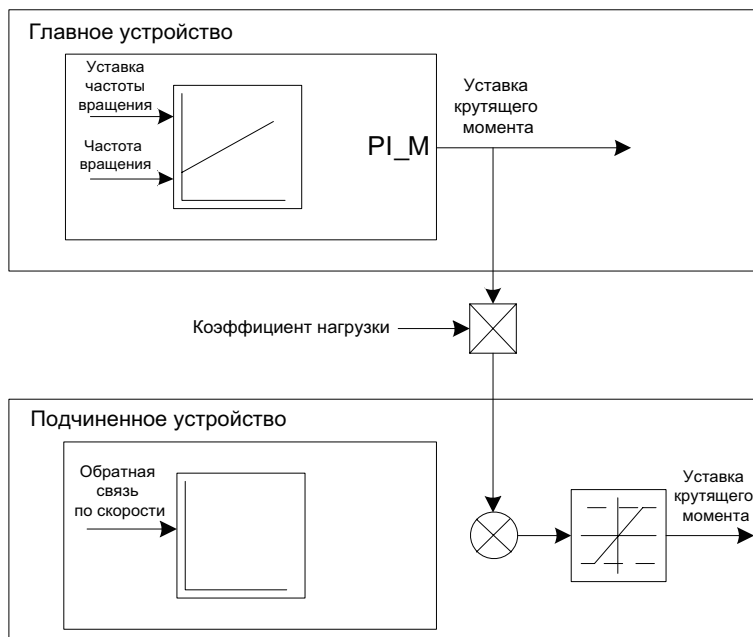 Главное устройство
Уставка
частоты
вращения
Частота
вращения
PI_M
Уставка
крутящего
момента
Коэффициент нагрузки
Подчиненное устройство
Обратная
связь
по скорости
Уставка
крутящего
момента